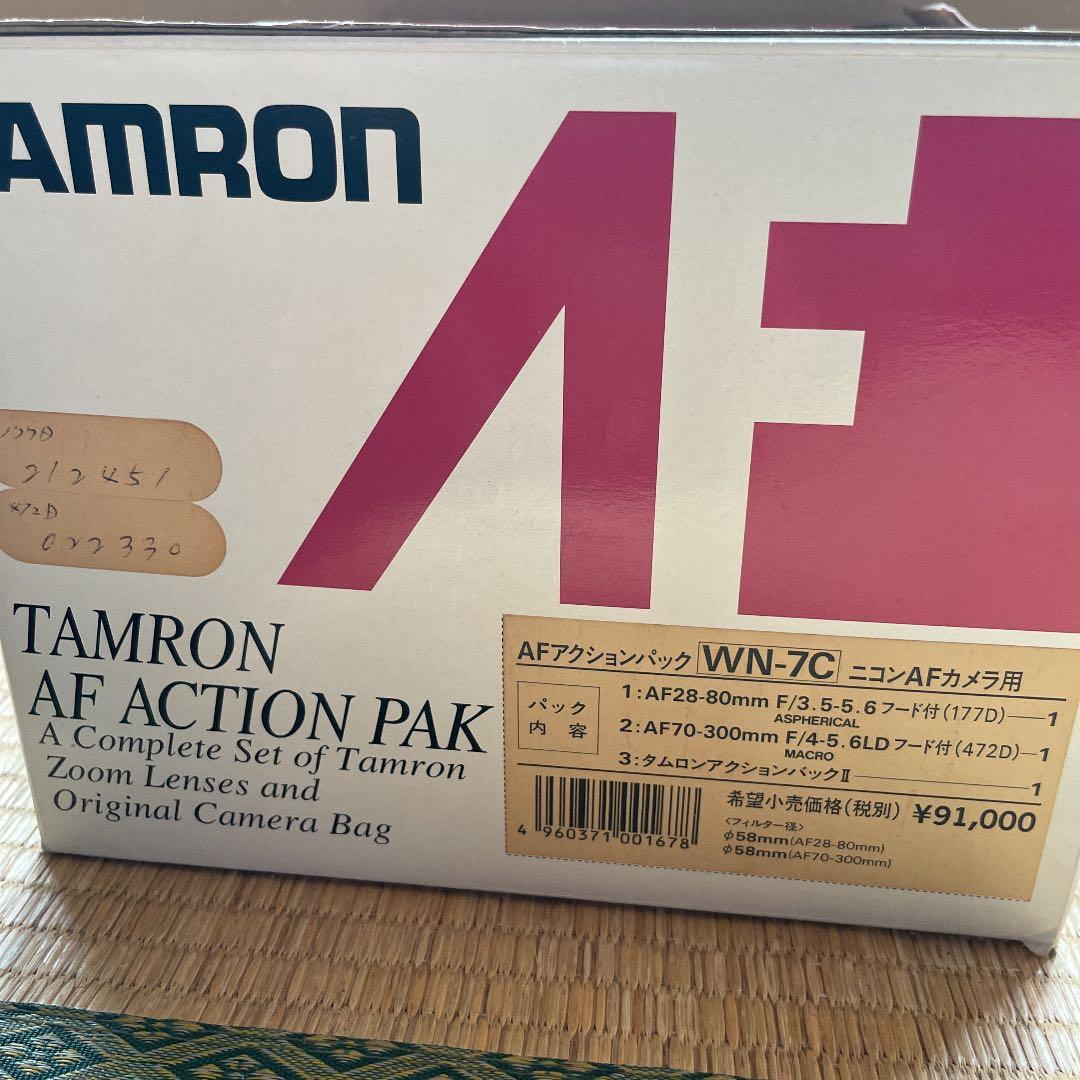 TAMRON
AF
177D
212451
472D
022330
TAMRON
AF ACTION PAK
A Complete Set of Tamron
Zoom Lenses and
Original Camera Bag
AFアクションパック WN-7C ニコンAFカメラ用
パック
内容
1:AF28-80mm F/3.5-5.6フード付(177D)—1
ASPHERICAL
2:AF70-300mm F/4-5.6LDフード付(472D)—1
MACRO
3:タムロンアクションバックⅡ—1
希望小売価格(税別) ¥91,000
〈フィルター径〉
φ58mm(AF28-80mm)
φ58mm(AF70-300mm)
4 960371 001678